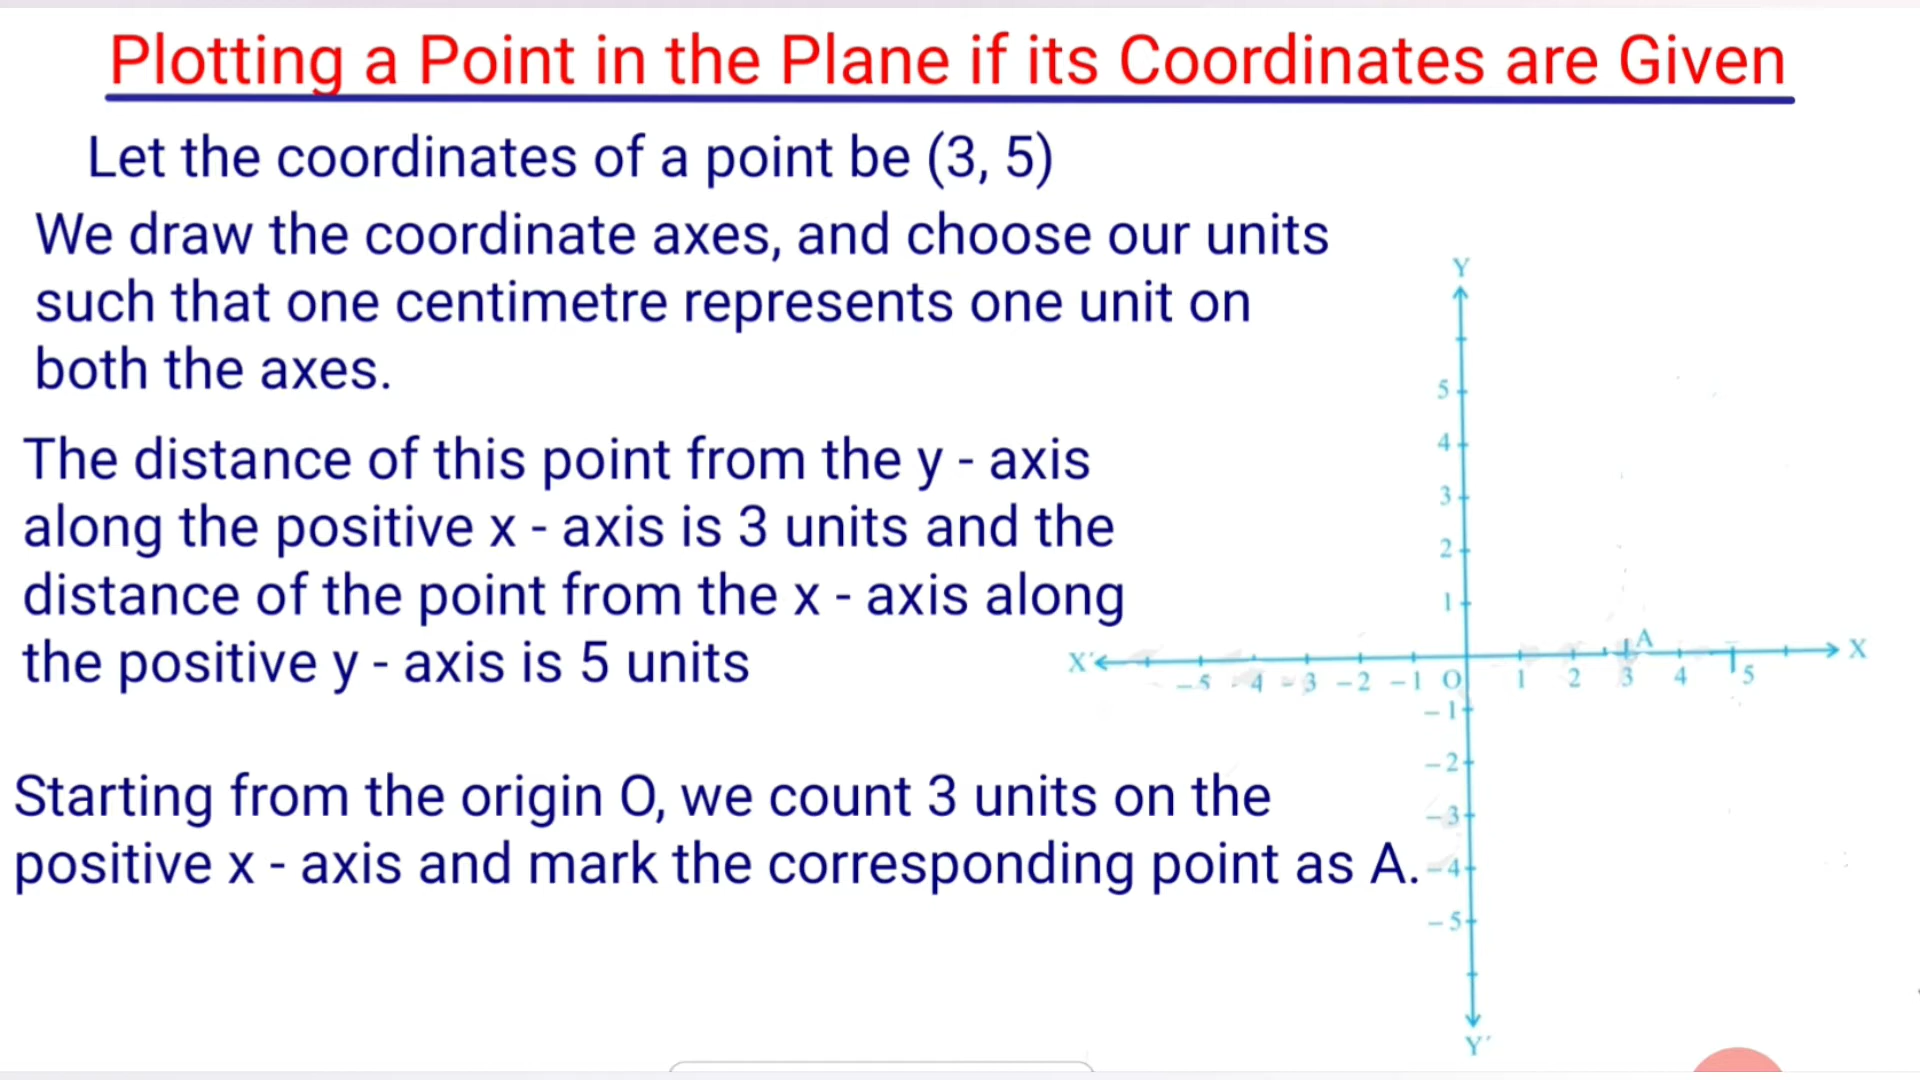 Plotting a Point in the Plane if its Coordinates are Given
Let the coordinates of a point be (3, 5)
We draw the coordinate axes, and choose our units
such that one centimetre represents one unit on
both the axes.
The distance of this point from the y - axis
along the positive x - axis is 3 units and the
distance of the point from the x - axis along
the positive y - axis is 5 units
Starting from the origin O, we count 3 units on the
positive x - axis and mark the corresponding point as A.
Y
5
4
3
2
1
A
X′ X
-5 -4 -3 -2 -1 O 1 2 3 4 5
-1
-2
-3
-4
-5
Y′